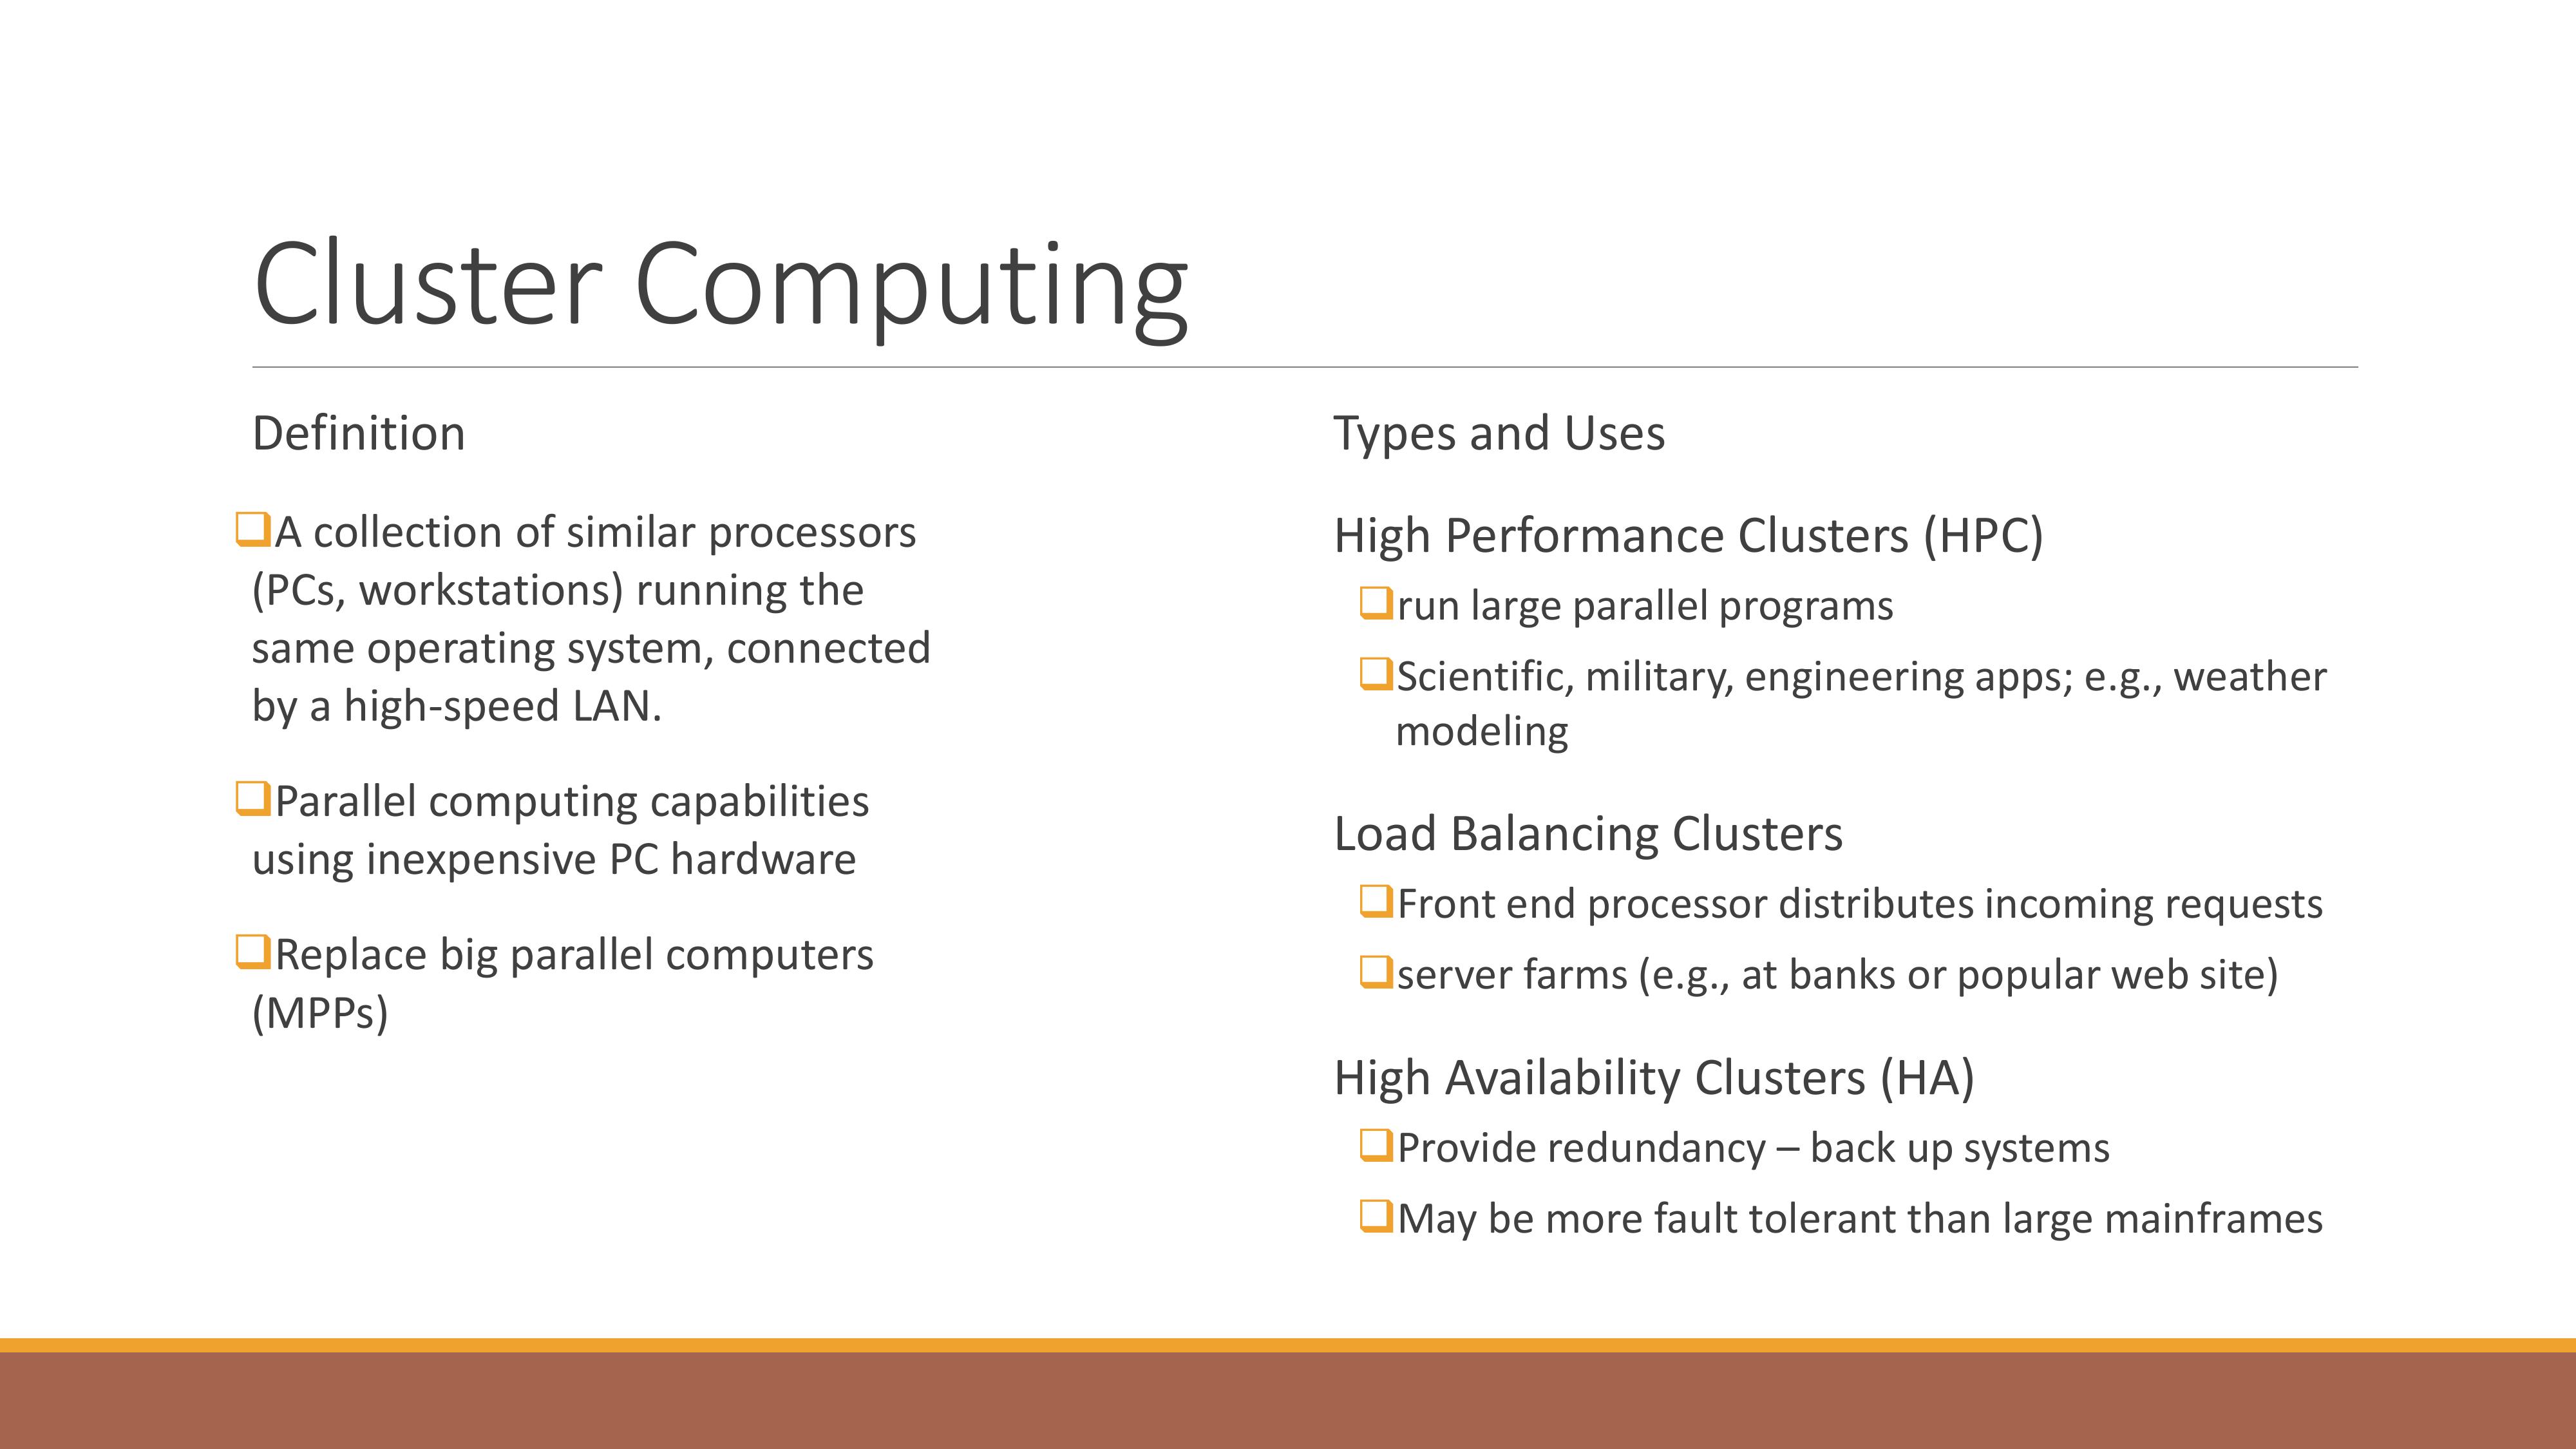 Cluster Computing
Definition
A collection of similar processors
(PCs, workstations) running the
same operating system, connected
by a high-speed LAN.
Parallel computing capabilities
using inexpensive PC hardware
Replace big parallel computers
(MPPs)
Types and Uses
High Performance Clusters (HPC)
run large parallel programs
Scientific, military, engineering apps; e.g., weather
modeling
Load Balancing Clusters
Front end processor distributes incoming requests
server farms (e.g., at banks or popular web site)
High Availability Clusters (HA)
Provide redundancy – back up systems
May be more fault tolerant than large mainframes